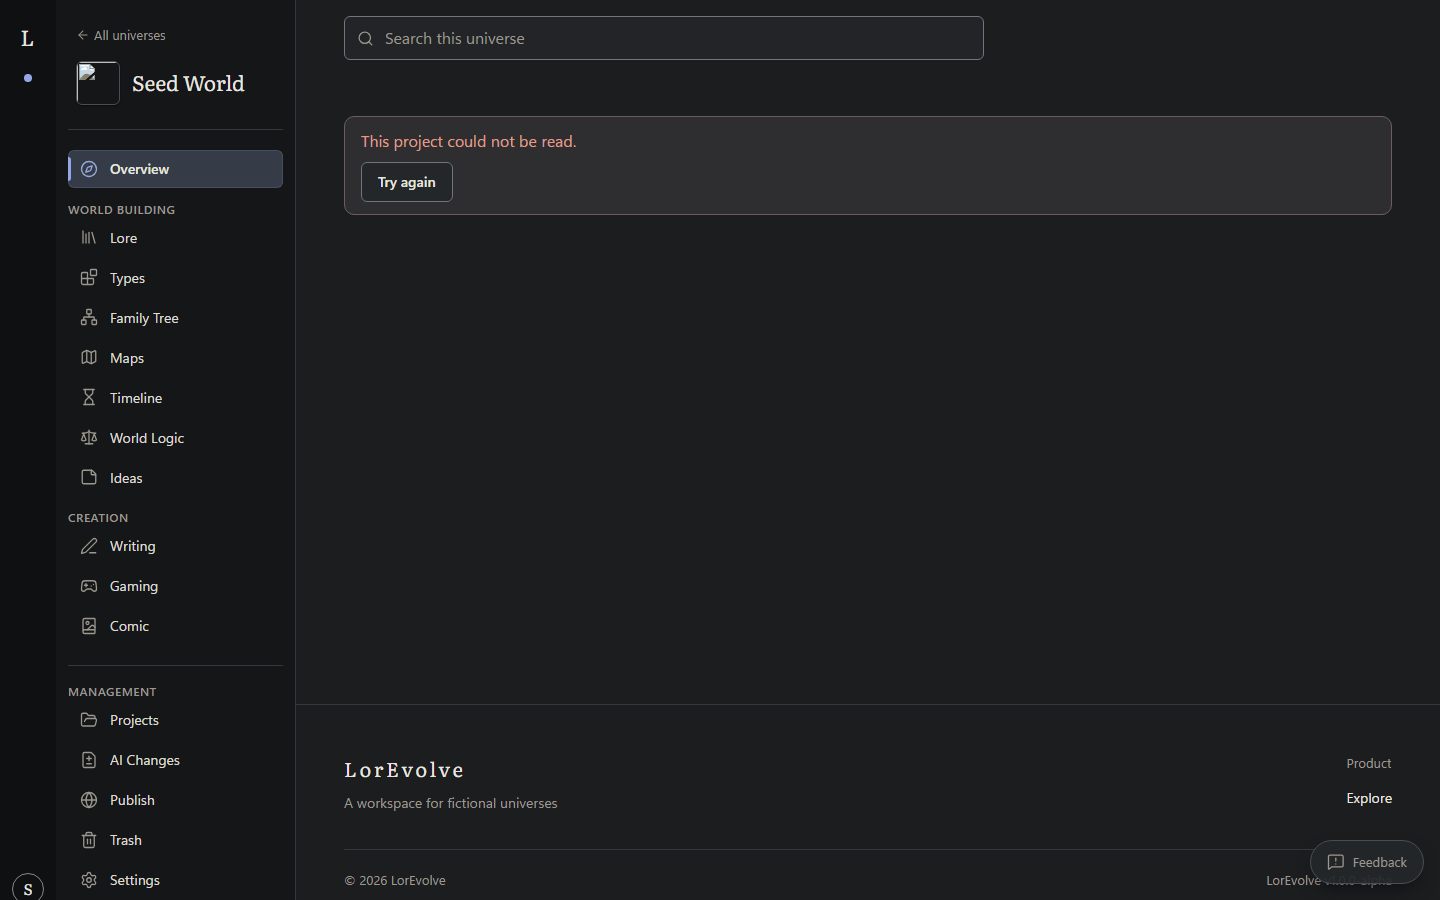 L
All universes
Seed World
Search this universe
This project could not be read.
Try again
Overview
WORLD BUILDING
Lore
Types
Family Tree
Maps
Timeline
World Logic
Ideas
CREATION
Writing
Gaming
Comic
MANAGEMENT
Projects
AI Changes
Publish
Trash
Settings
S
LorEvolve
A workspace for fictional universes
Product
Explore
© 2026 LorEvolve
LorEvolve
Feedback